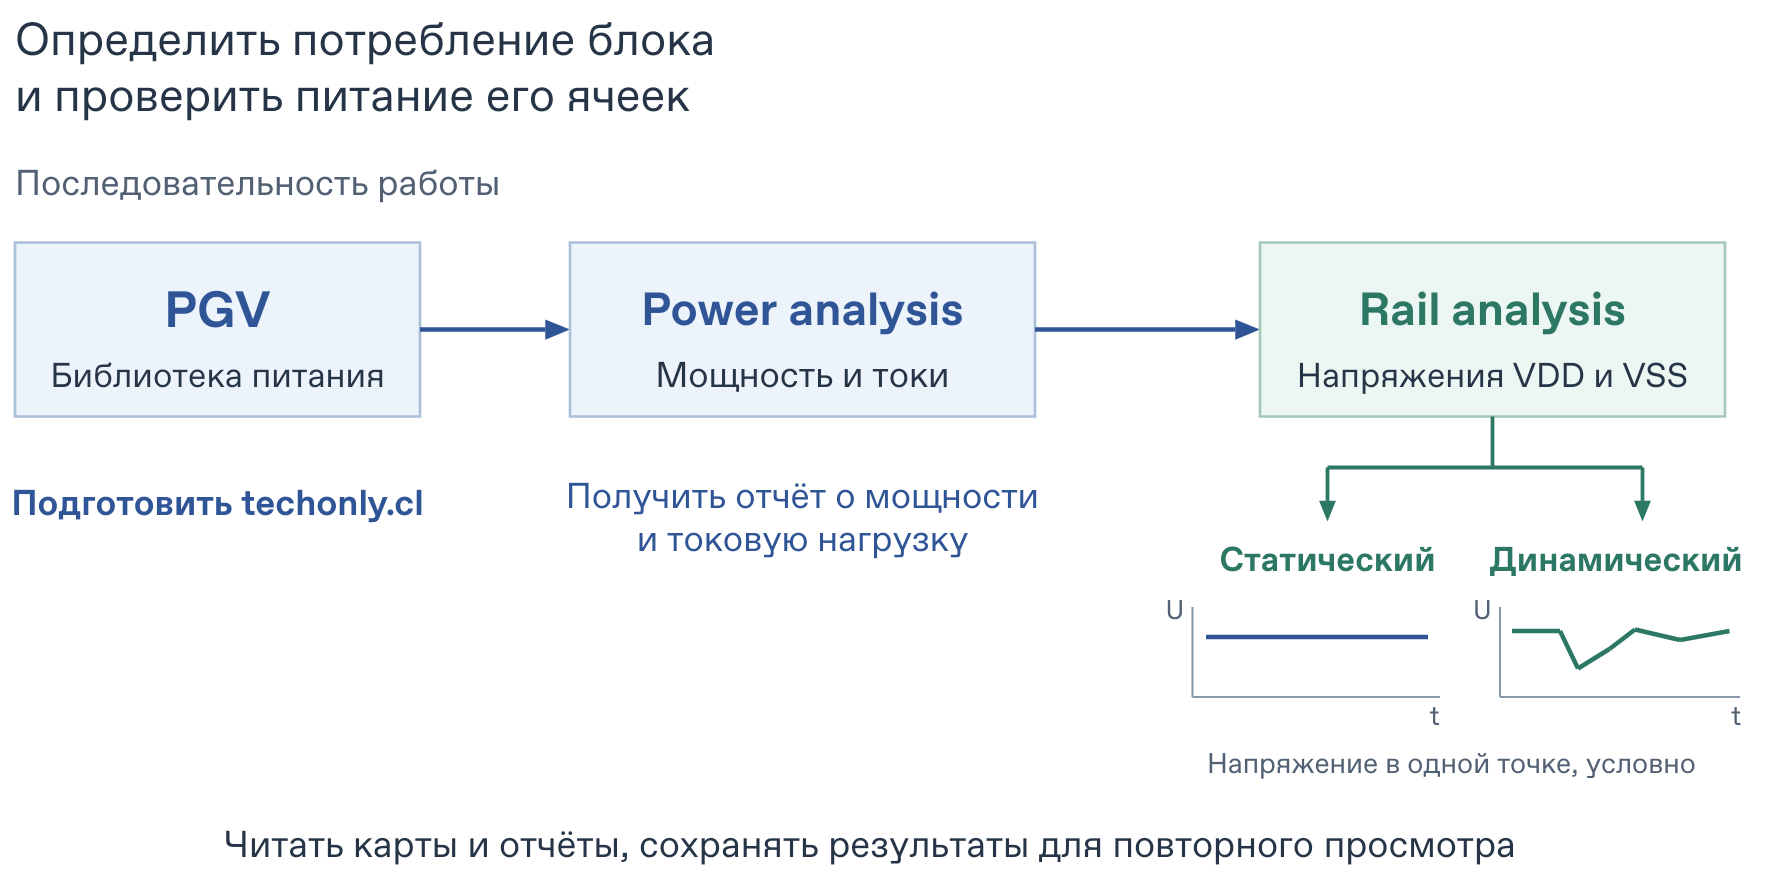 Определить потребление блока
и проверить питание его ячеек
Последовательность работы
PGV
Библиотека питания
Power analysis
Мощность и токи
Rail analysis
Напряжения VDD и VSS
Подготовить techonly.cl
Получить отчёт о мощности
и токовую нагрузку
Статический
Динамический
U
t
U
t
Напряжение в одной точке, условно
Читать карты и отчёты, сохранять результаты для повторного просмотра